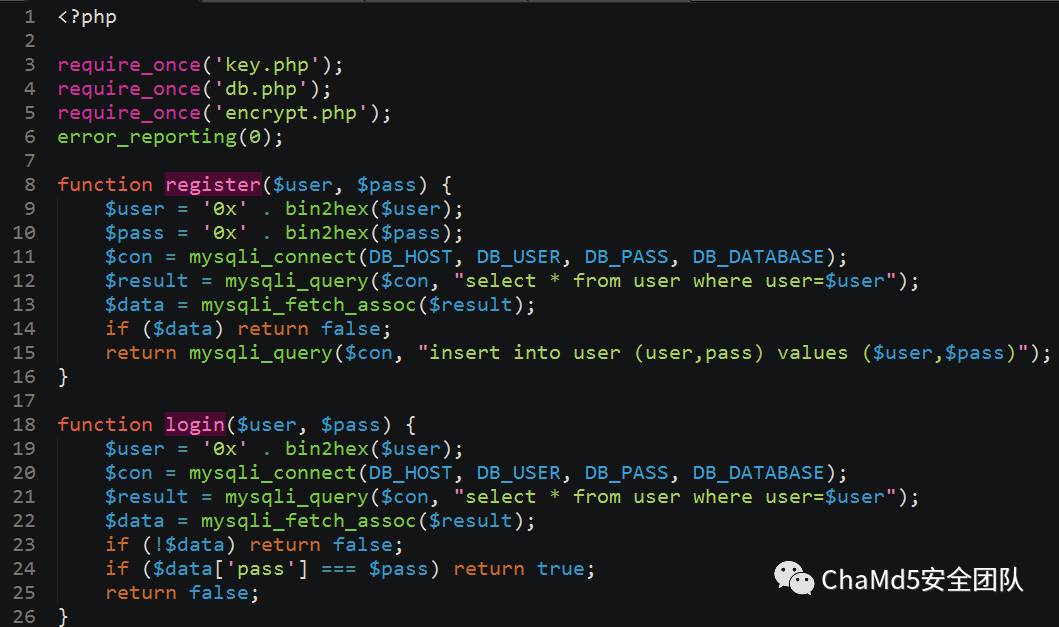 1 <?php
2
3 require_once('key.php');
4 require_once('db.php');
5 require_once('encrypt.php');
6 error_reporting(0);
7
8 function register($user, $pass) {
9     $user = '0x' . bin2hex($user);
10     $pass = '0x' . bin2hex($pass);
11     $con = mysqli_connect(DB_HOST, DB_USER, DB_PASS, DB_DATABASE);
12     $result = mysqli_query($con, "select * from user where user=$user");
13     $data = mysqli_fetch_assoc($result);
14     if ($data) return false;
15     return mysqli_query($con, "insert into user (user,pass) values ($user,$pass)");
16 }
17
18 function login($user, $pass) {
19     $user = '0x' . bin2hex($user);
20     $con = mysqli_connect(DB_HOST, DB_USER, DB_PASS, DB_DATABASE);
21     $result = mysqli_query($con, "select * from user where user=$user");
22     $data = mysqli_fetch_assoc($result);
23     if (!$data) return false;
24     if ($data['pass'] === $pass) return true;
25     return false;
26 }
ChaMd5安全团队